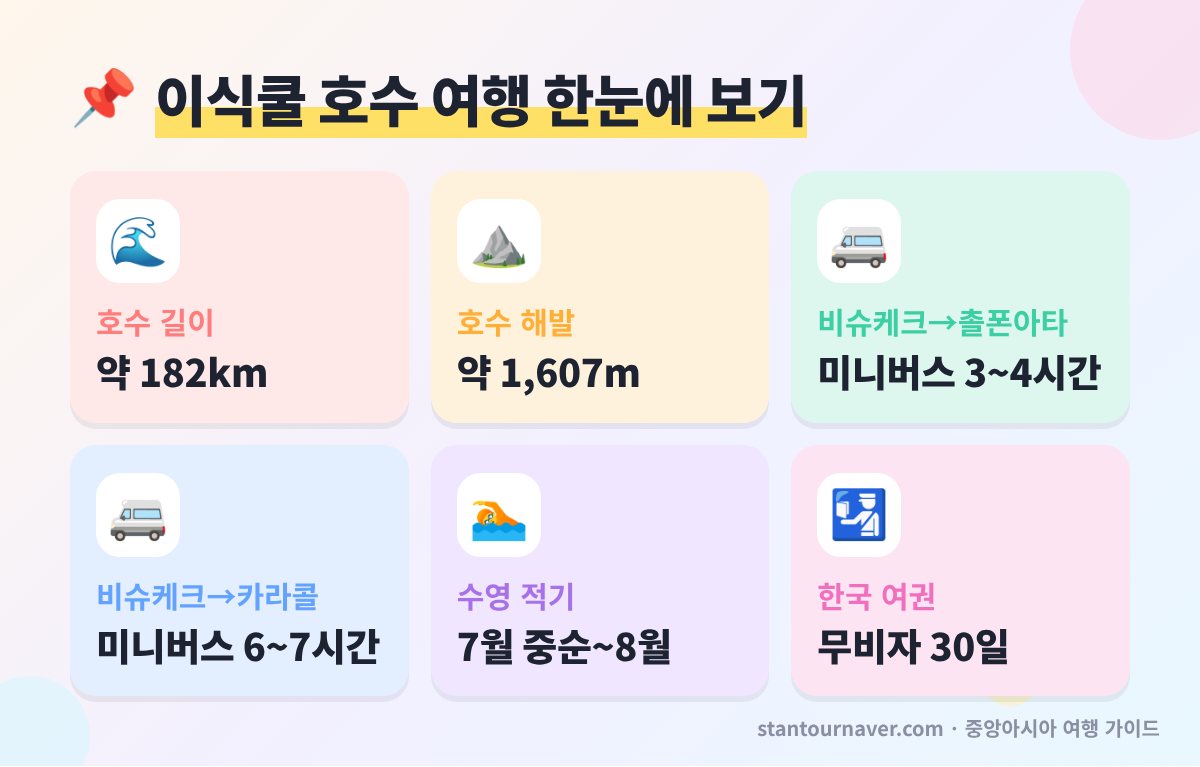 이식쿨 호수 여행 한눈에 보기
호수 길이
약 182km
호수 해발
약 1,607m
비슈케크→촐폰아타
미니버스 3~4시간
비슈케크→카라콜
미니버스 6~7시간
수영 적기
7월 중순~8월
한국 여권
무비자 30일
stantournaver.com · 중앙아시아 여행 가이드